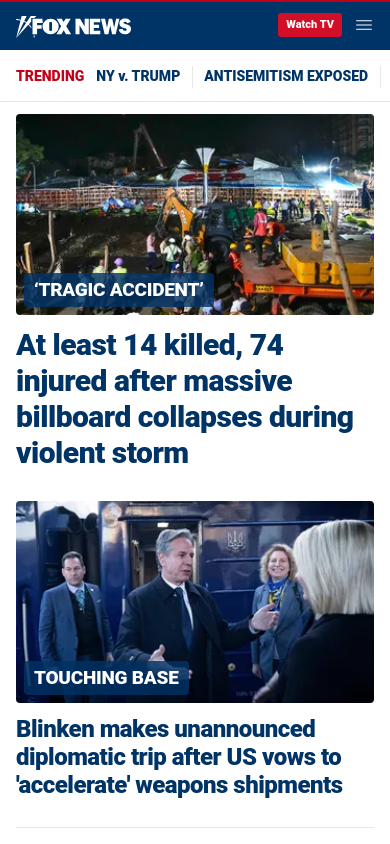 FOX NEWS
Watch TV
TRENDING NY v. TRUMP ANTISEMITISM EXPOSED
‘TRAGIC ACCIDENT’
At least 14 killed, 74
injured after massive
billboard collapses during
violent storm
TOUCHING BASE
Blinken makes unannounced
diplomatic trip after US vows to
'accelerate' weapons shipments